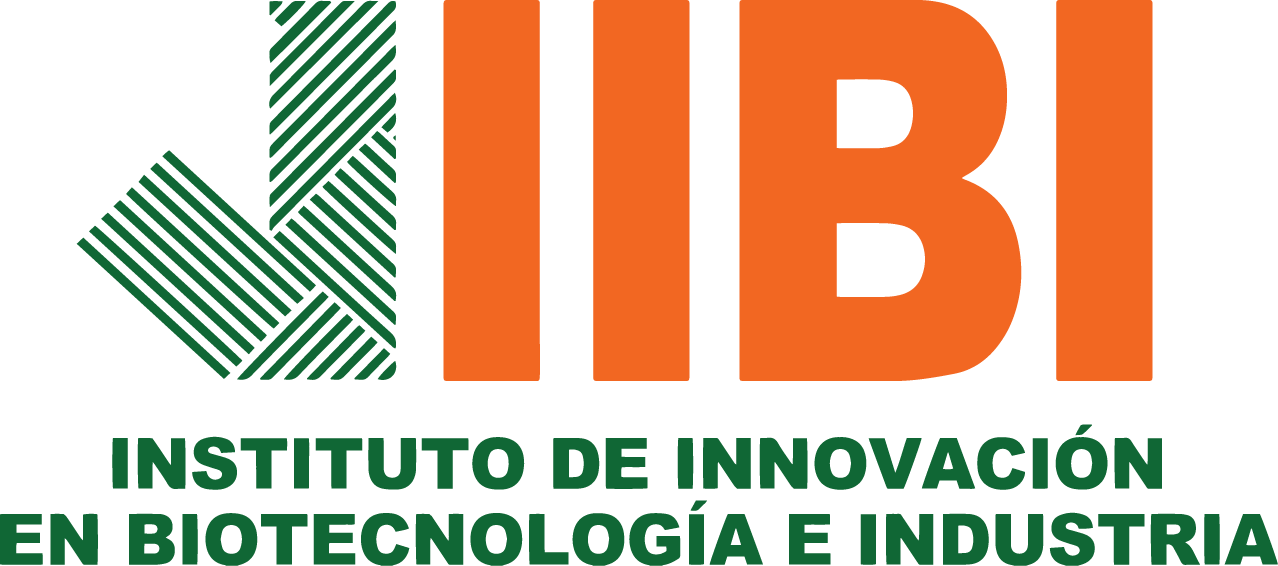 IIBI
INSTITUTO DE INNOVACIÓN
EN BIOTECNOLOGÍA E INDUSTRIA